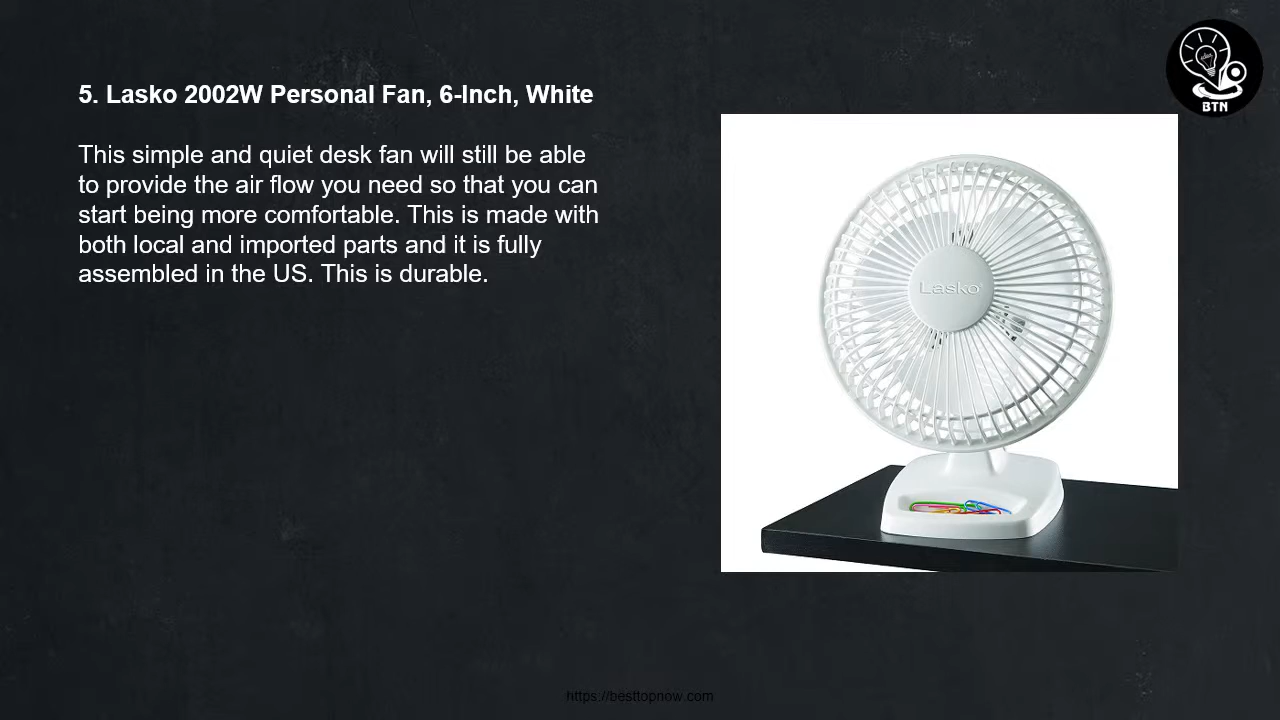 5. Lasko 2002W Personal Fan, 6-Inch, White
This simple and quiet desk fan will still be able
to provide the air flow you need so that you can
start being more comfortable. This is made with
both local and imported parts and it is fully
assembled in the US. This is durable.
BTN
Lasko
https://besttopnow.com